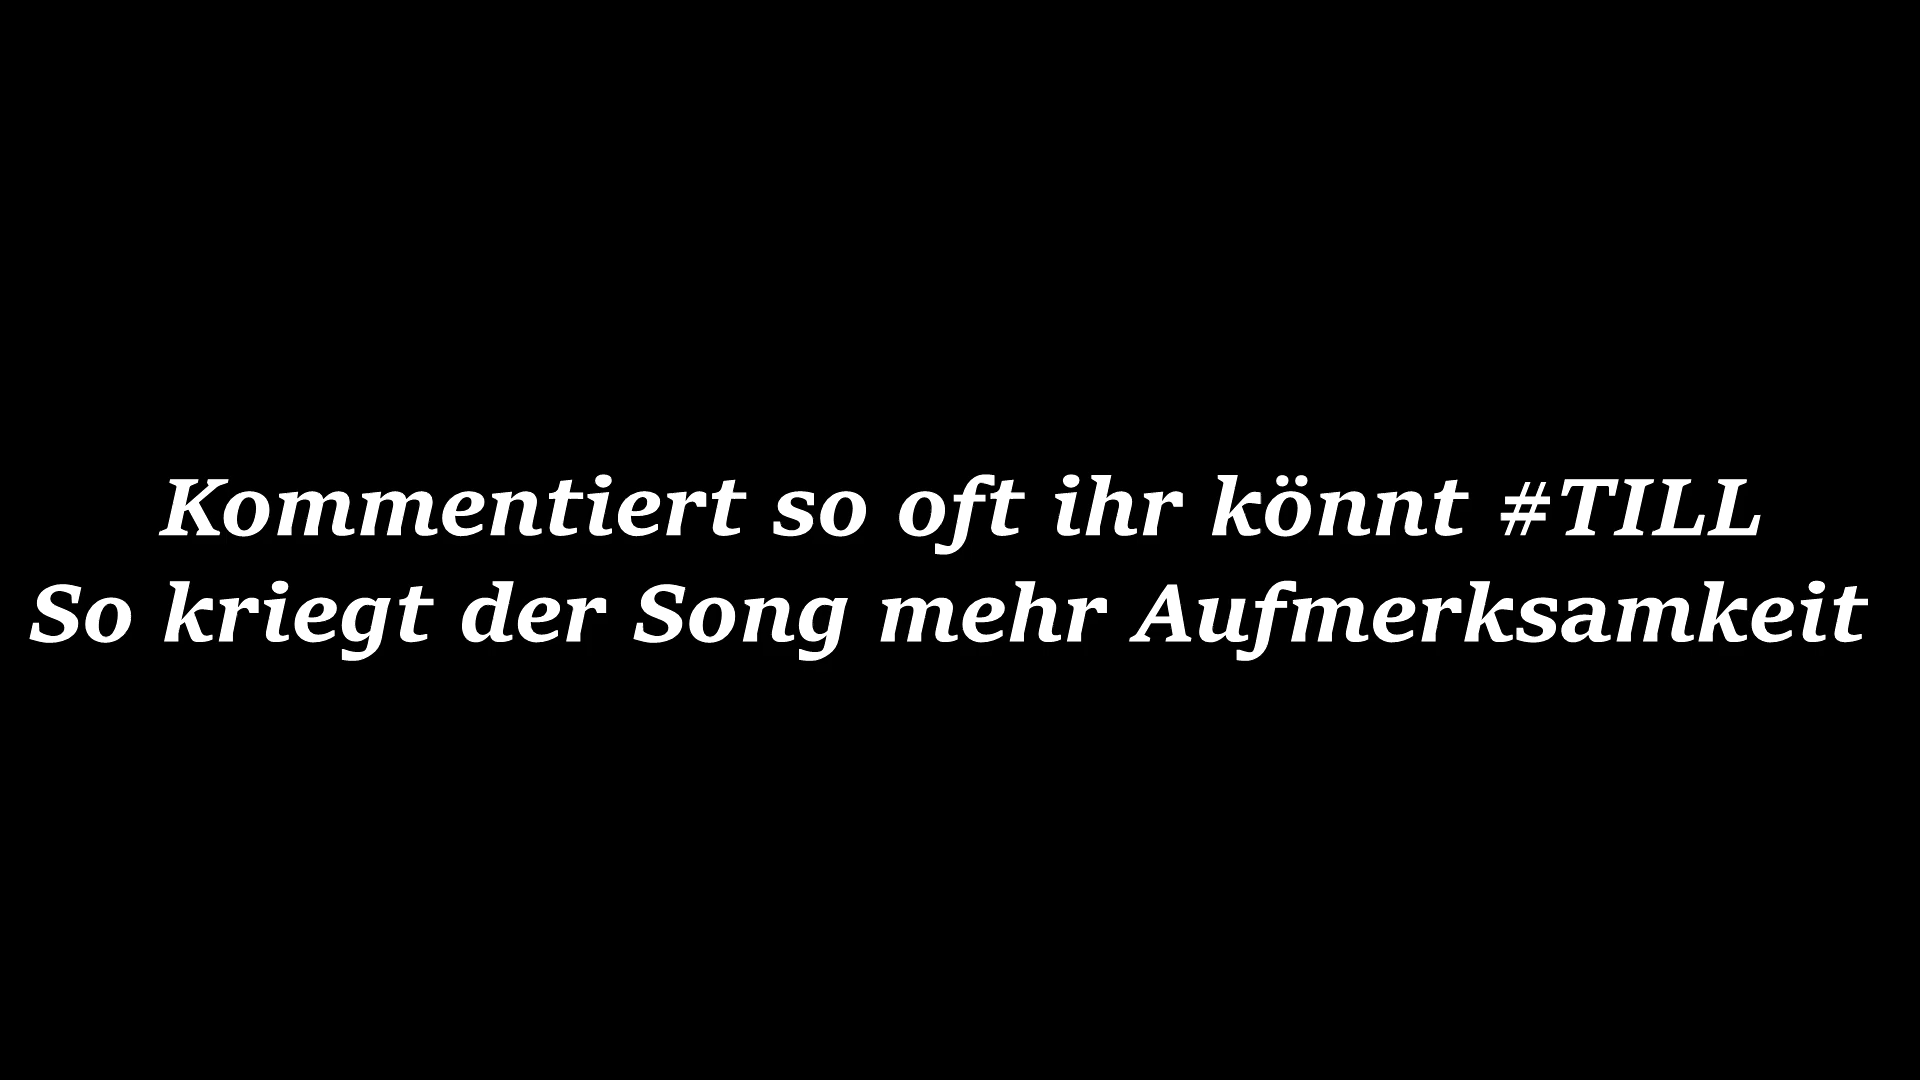 Kommentiert so oft ihr könnt #TILL
So kriegt der Song mehr Aufmerksamkeit